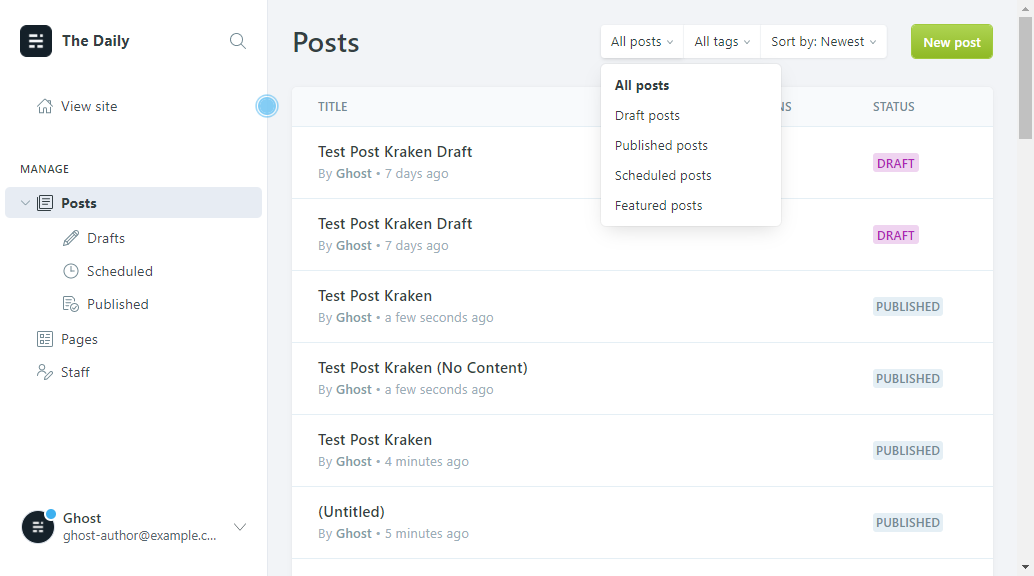 The Daily
View site
MANAGE
Posts
Drafts
Scheduled
Published
Pages
Staff
Ghost
ghost-author@example.c...
Posts
All posts
All tags
Sort by: Newest
New post
All posts
Draft posts
Published posts
Scheduled posts
Featured posts
TITLE
STATUS
Test Post Kraken Draft
By Ghost • 7 days ago
DRAFT
Test Post Kraken Draft
By Ghost • 7 days ago
DRAFT
Test Post Kraken
By Ghost • a few seconds ago
PUBLISHED
Test Post Kraken (No Content)
By Ghost • a few seconds ago
PUBLISHED
Test Post Kraken
By Ghost • 4 minutes ago
PUBLISHED
(Untitled)
By Ghost • 5 minutes ago
PUBLISHED